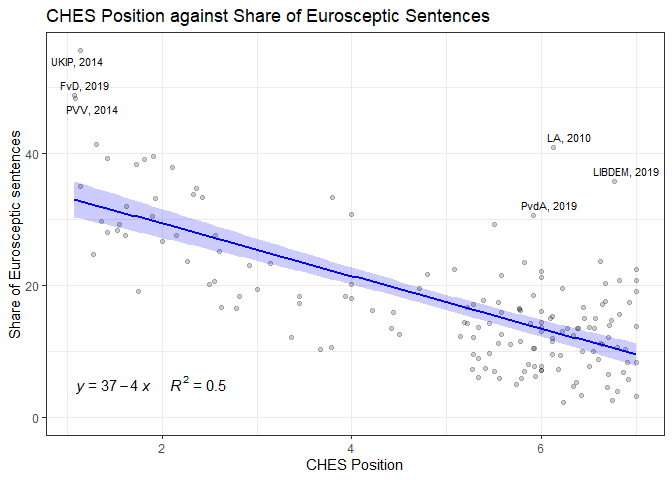 CHES Position against Share of Eurosceptic Sentences
UKIP, 2014
FvD, 2019
PVV, 2014
LA, 2010
LIBDEM, 2019
PvdA, 2019
Share of Eurosceptic sentences
40
20
0
y = 37 − 4 x R² = 0.5
2 4 6
CHES Position